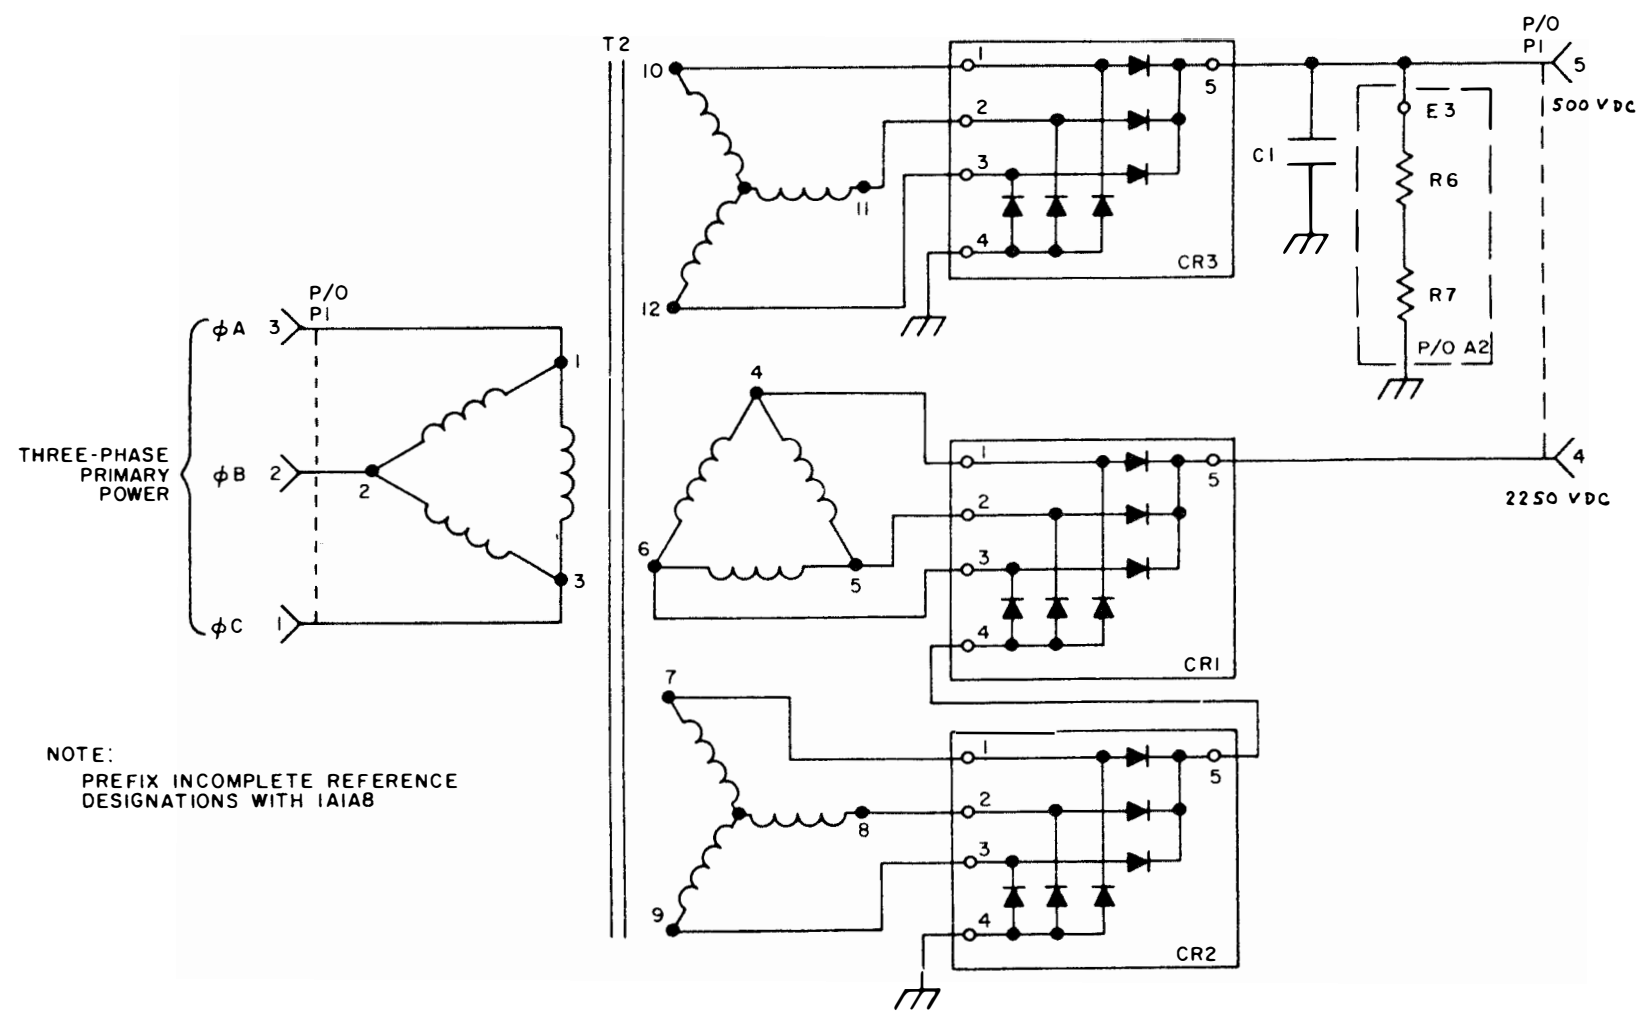 T2
P/O
P1
10
11
12
1
2
3
4
5
CR3
C1
E3
R6
R7
P/O A2
5
500 VDC
P/O
P1
THREE-PHASE
PRIMARY
POWER
φA 3
φB 2
φC 1
1
2
3
4
5
6
1
2
3
4
5
CR1
4
2250 VDC
7
8
9
1
2
3
4
5
CR2
NOTE:
PREFIX INCOMPLETE REFERENCE
DESIGNATIONS WITH 1A1A8